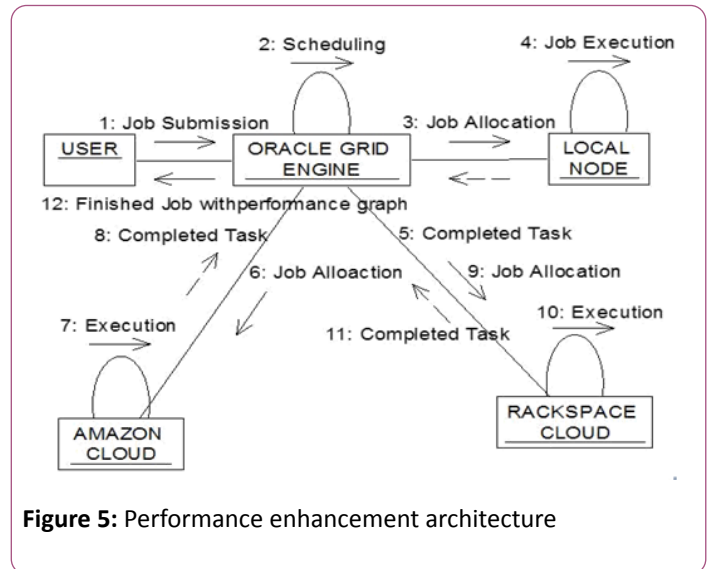 2: Scheduling
4: Job Execution
1: Job Submission
3: Job Allocation
USER
ORACLE GRID
ENGINE
LOCAL
NODE
12: Finished Job withperformance graph
8: Completed Task
5: Completed Task
6: Job Alloaction
9: Job Allocation
7: Execution
10: Execution
11: Completed Task
AMAZON
CLOUD
RACKSPACE
CLOUD
Figure 5: Performance enhancement architecture